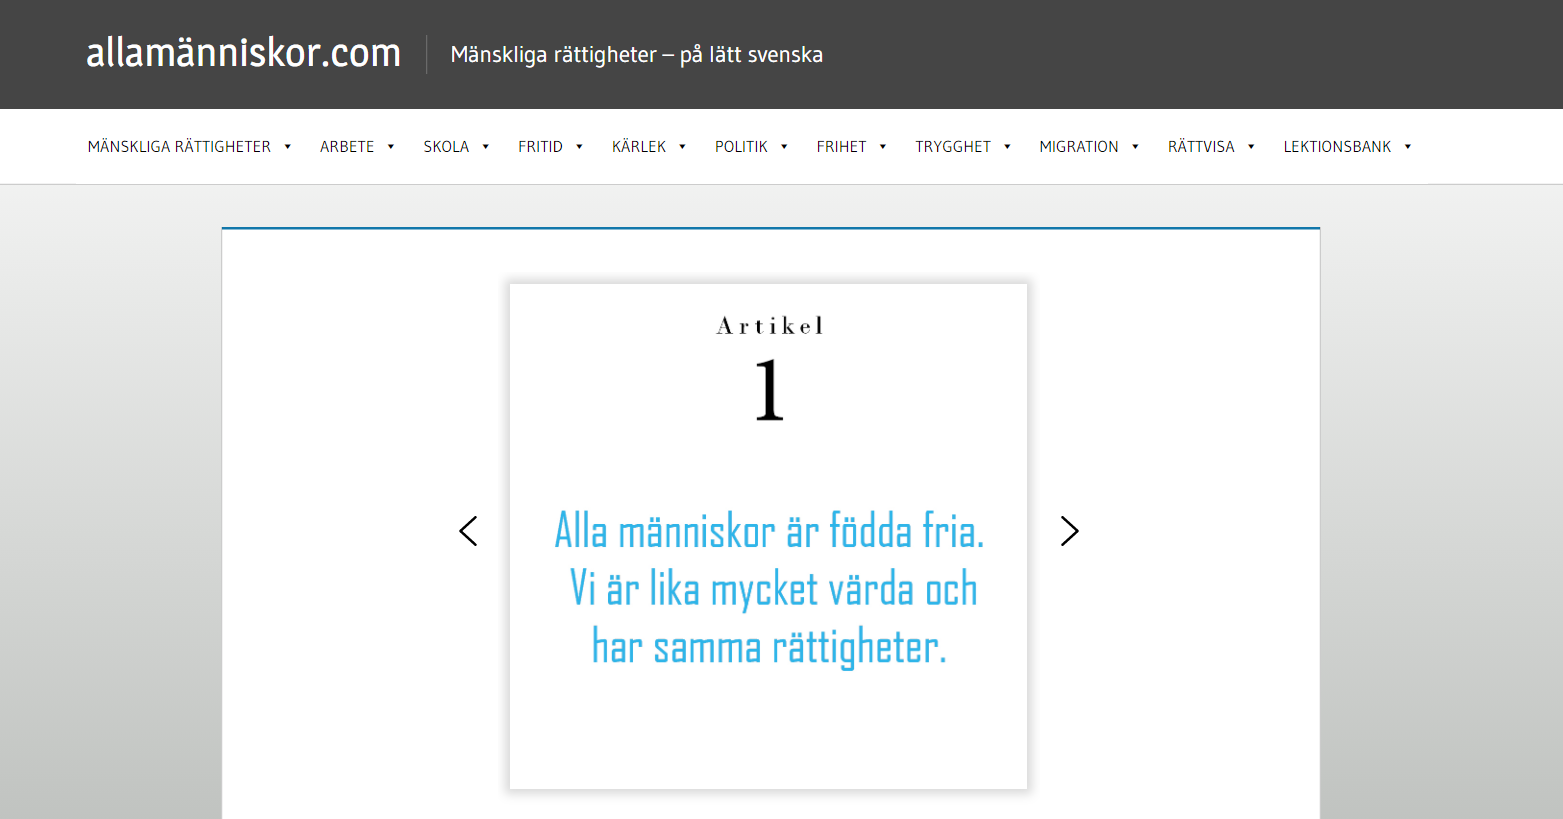 allamänniskor.com
Mänskliga rättigheter – på lätt svenska
MÄNSKLIGA RÄTTIGHETER ARBETE SKOLA FRITID KÄRLEK POLITIK FRIHET TRYGGHET MIGRATION RÄTTVISA LEKTIONSBANK
Artikel
1
Alla människor är födda fria.
Vi är lika mycket värda och
har samma rättigheter.